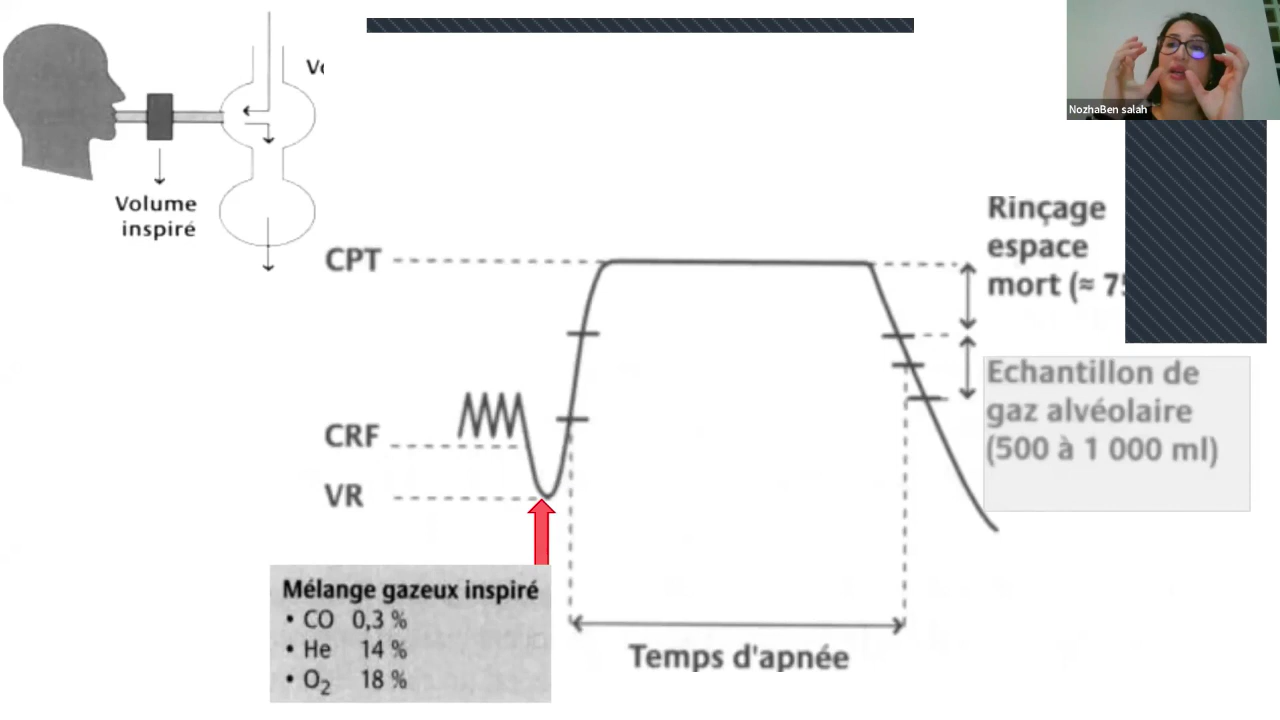 Volume
inspiré
NozhaBen salah
CPT
CRF
VR
Rinçage
espace
mort (≈
Echantillon de
gaz alvéolaire
(500 à 1 000 ml)
Mélange gazeux inspiré
• CO 0,3 %
• He 14 %
• O₂ 18 %
Temps d'apnée